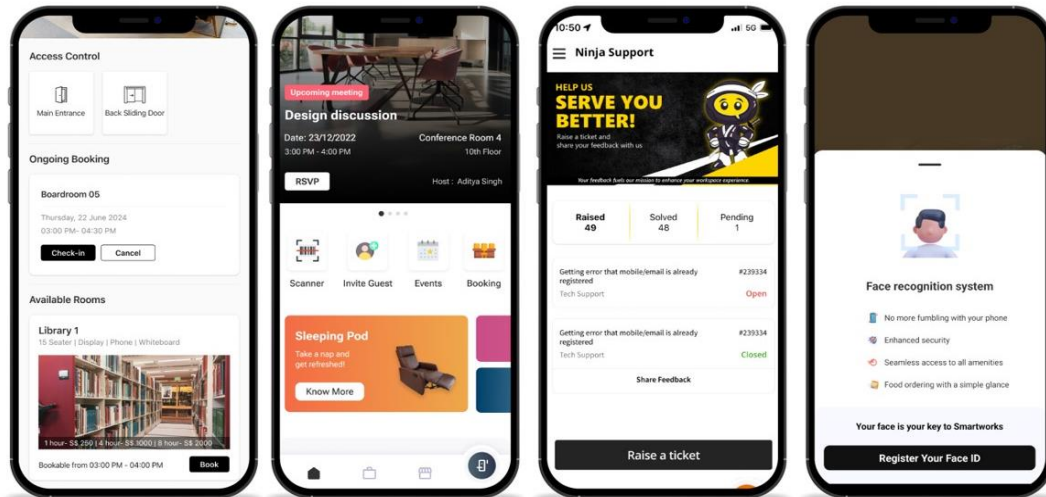 Access Control
Main Entrance
Back Sliding Door
Ongoing Booking
Boardroom 05
Thursday, 22 June 2024
03:00 PM- 04:30 PM
Check-in
Cancel
Available Rooms
Library 1
15 Seater | Display | Phone | Whiteboard
1 hour- S$ 250 | 4 hour- S$ 1000 | 8 hour- S$ 2000
Bookable from 03:00 PM - 04:00 PM
Book
Upcoming meeting
Design discussion
Date: 23/12/2022
Conference Room 4
3:00 PM - 4:00 PM
10th Floor
RSVP
Host : Aditya Singh
Scanner
Invite Guest
Events
Booking
Sleeping Pod
Take a nap and
get refreshed!
Know More
10:50
5G
Ninja Support
HELP US
SERVE YOU
BETTER!
Raise a ticket and
share your feedback with us
Your feedback fuels our mission to enhance your workspace experience.
Raised
49
Solved
48
Pending
1
Getting error that mobile/email is already
registered
#239334
Tech Support
Open
Getting error that mobile/email is already
registered
#239334
Tech Support
Closed
Share Feedback
Raise a ticket
Face recognition system
No more fumbling with your phone
Enhanced security
Seamless access to all amenities
Food ordering with a simple glance
Your face is your key to Smartworks
Register Your Face ID